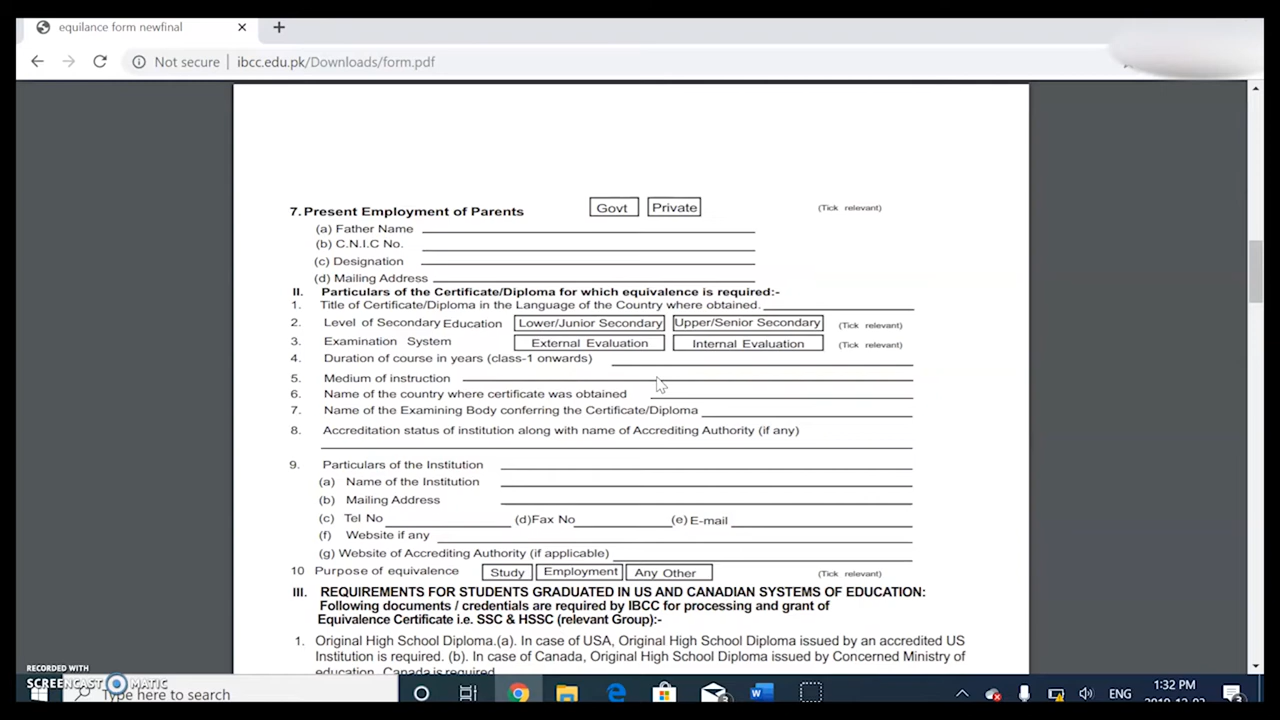 equilance form newfinal
Not secure ibcc.edu.pk/Downloads/form.pdf
7. Present Employment of Parents Govt Private (Tick relevant)
(a) Father Name
(b) C.N.I.C No.
(c) Designation
(d) Mailing Address
II. Particulars of the Certificate/Diploma for which equivalence is required:-
1. Title of Certificate/Diploma in the Language of the Country where obtained.
2. Level of Secondary Education Lower/Junior Secondary Upper/Senior Secondary (Tick relevant)
3. Examination System External Evaluation Internal Evaluation (Tick relevant)
4. Duration of course in years (class-1 onwards)
5. Medium of instruction
6. Name of the country where certificate was obtained
7. Name of the Examining Body conferring the Certificate/Diploma
8. Accreditation status of institution along with name of Accrediting Authority (if any)
9. Particulars of the Institution
(a) Name of the Institution
(b) Mailing Address
(c) Tel No (d)Fax No (e) E-mail
(f) Website if any
(g) Website of Accrediting Authority (if applicable)
10 Purpose of equivalence Study Employment Any Other (Tick relevant)
III. REQUIREMENTS FOR STUDENTS GRADUATED IN US AND CANADIAN SYSTEMS OF EDUCATION:
Following documents / credentials are required by IBCC for processing and grant of
Equivalence Certificate i.e. SSC & HSSC (relevant Group):-
1. Original High School Diploma.(a). In case of USA, Original High School Diploma issued by an accredited US
Institution is required. (b). In case of Canada, Original High School Diploma issued by Concerned Ministry of
education, Canada is required
RECORDED WITH
SCREENCAST MATIC
Type here to search
ENG
1:32 PM